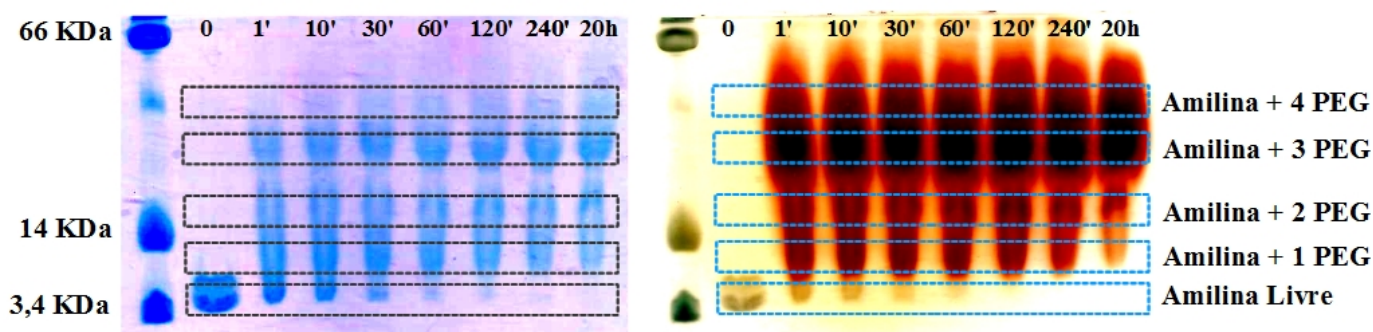 66 KDa
0 1' 10' 30' 60' 120' 240' 20h
0 1' 10' 30' 60' 120' 240' 20h
Amilina + 4 PEG
Amilina + 3 PEG
Amilina + 2 PEG
14 KDa
Amilina + 1 PEG
Amilina Livre
3,4 KDa